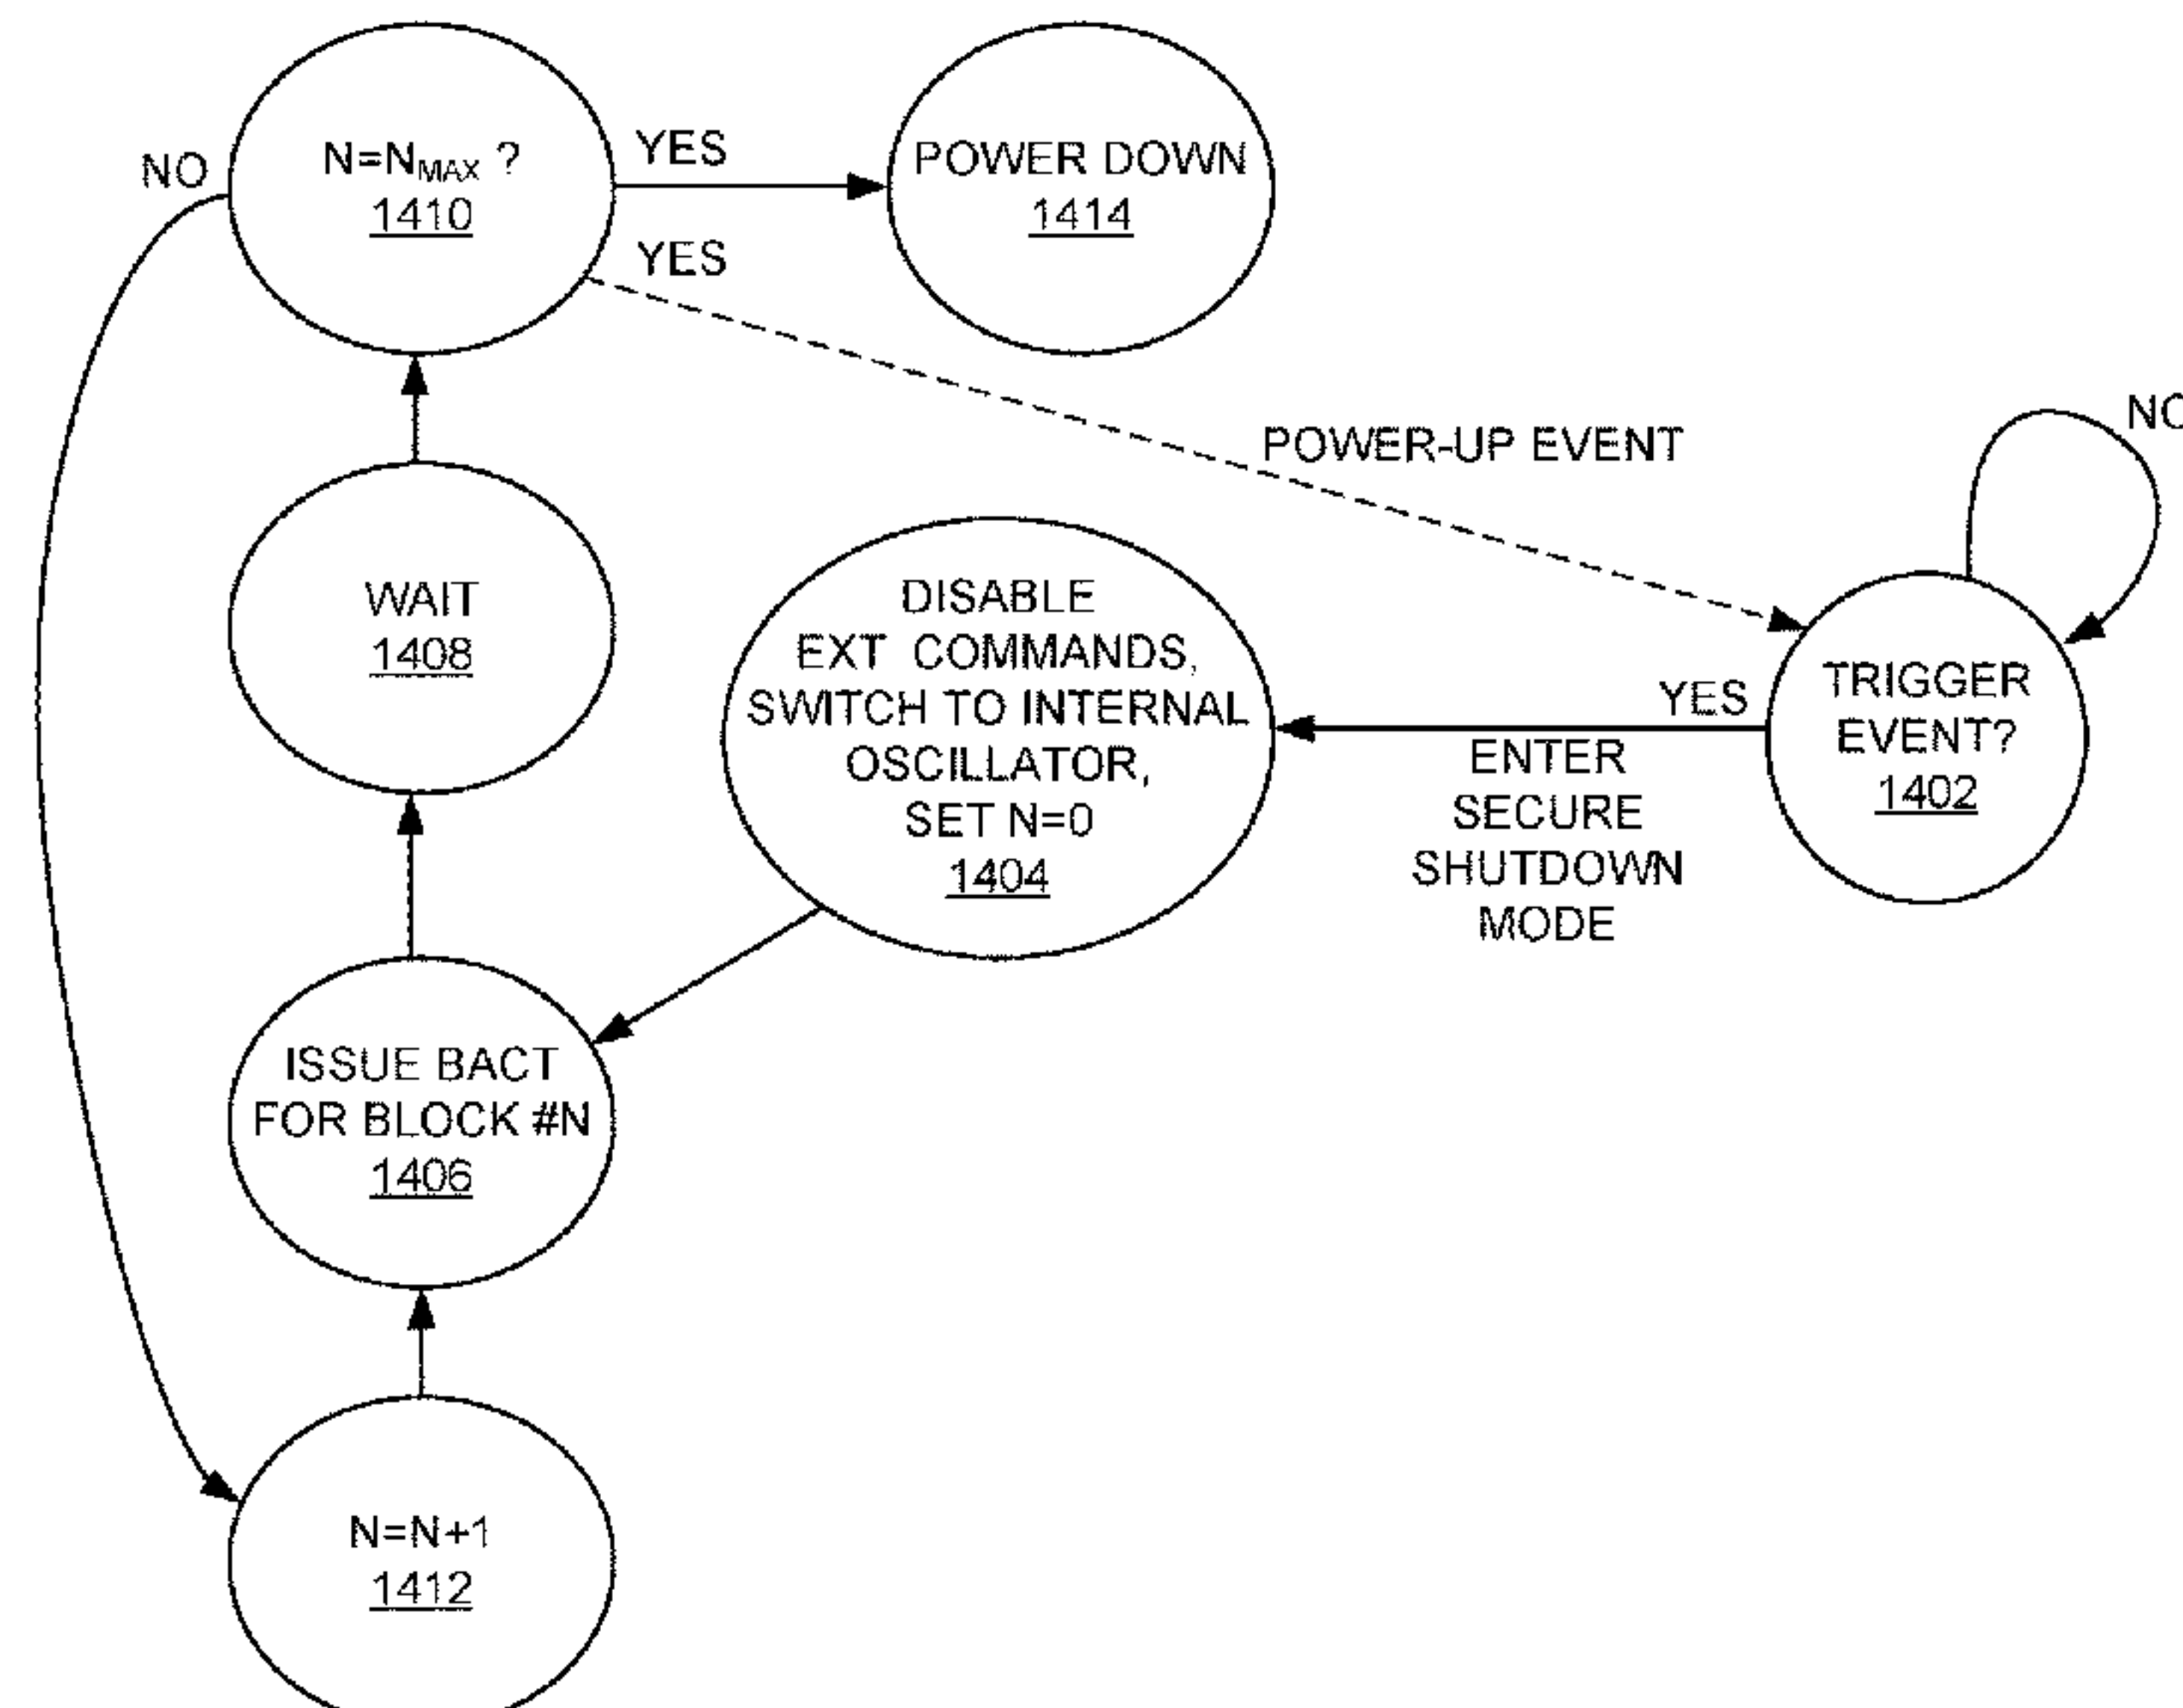 NO
N=NMAX ?
1410
YES
POWER DOWN
1414
YES
POWER-UP EVENT
NO
WAIT
1408
DISABLE
EXT COMMANDS,
SWITCH TO INTERNAL
OSCILLATOR,
SET N=0
1404
YES
ENTER
SECURE
SHUTDOWN
MODE
TRIGGER
EVENT?
1402
ISSUE BACT
FOR BLOCK #N
1406
N=N+1
1412